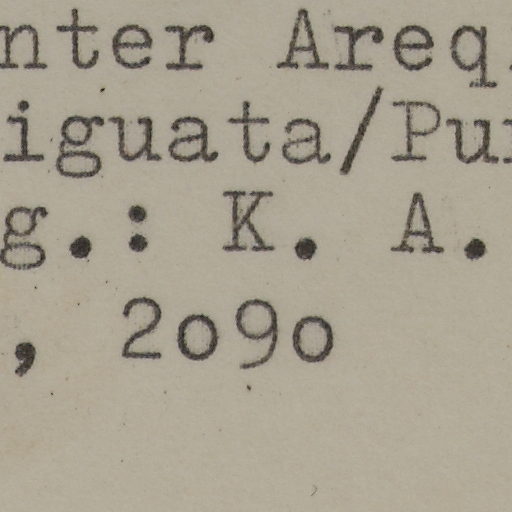 nter Areq
iguata/Pu
g.: K. A.
, 2o9o